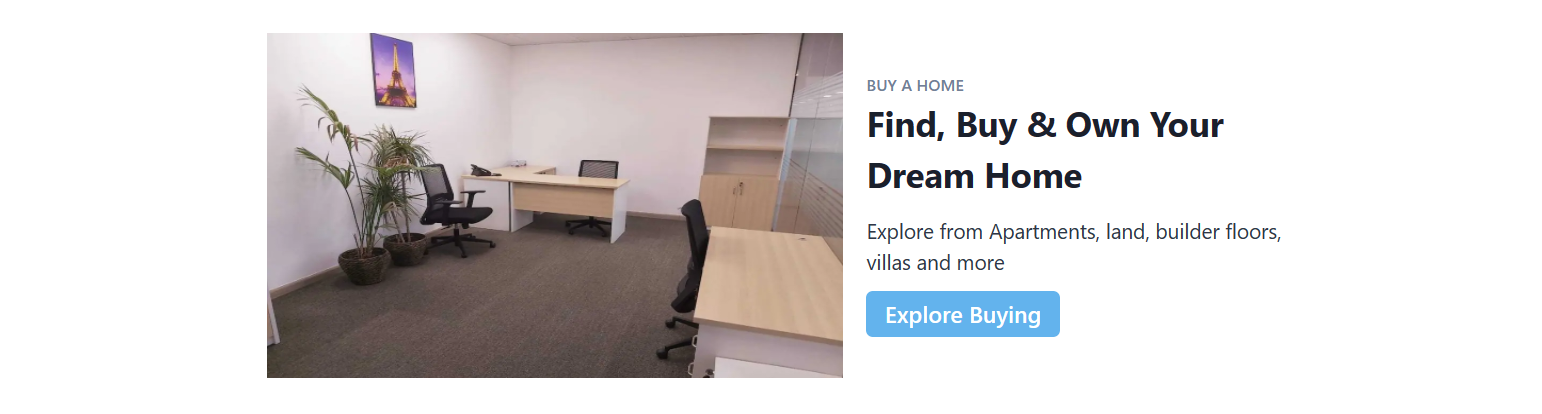 BUY A HOME
Find, Buy & Own Your
Dream Home
Explore from Apartments, land, builder floors,
villas and more
Explore Buying